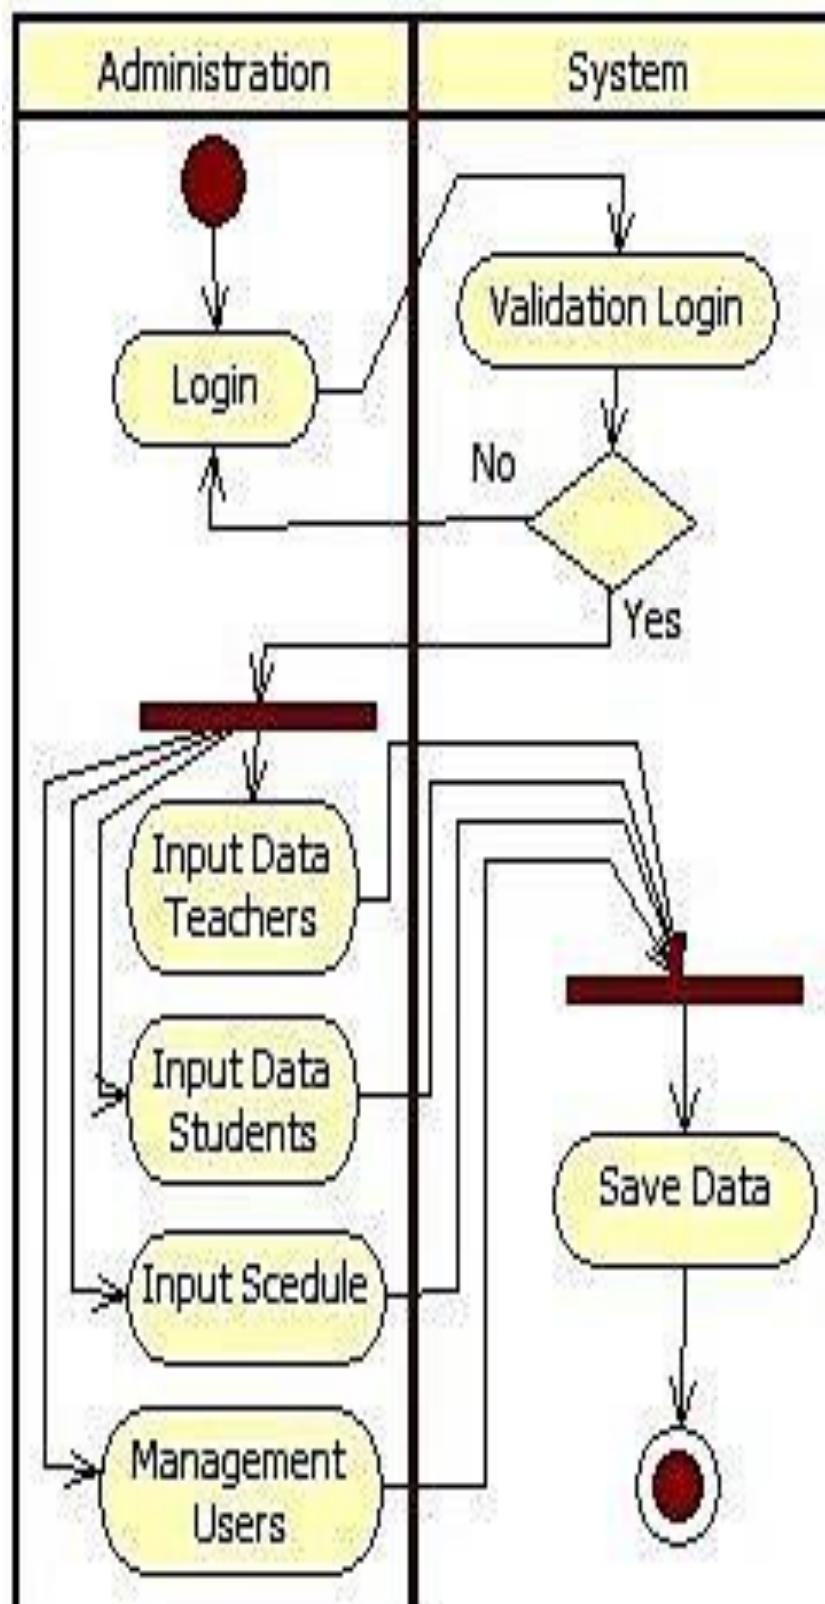 Administration
System
Validation Login
Login
No
Yes
Input Data
Teachers
Input Data
Students
Save Data
Input Scedule
Management
Users